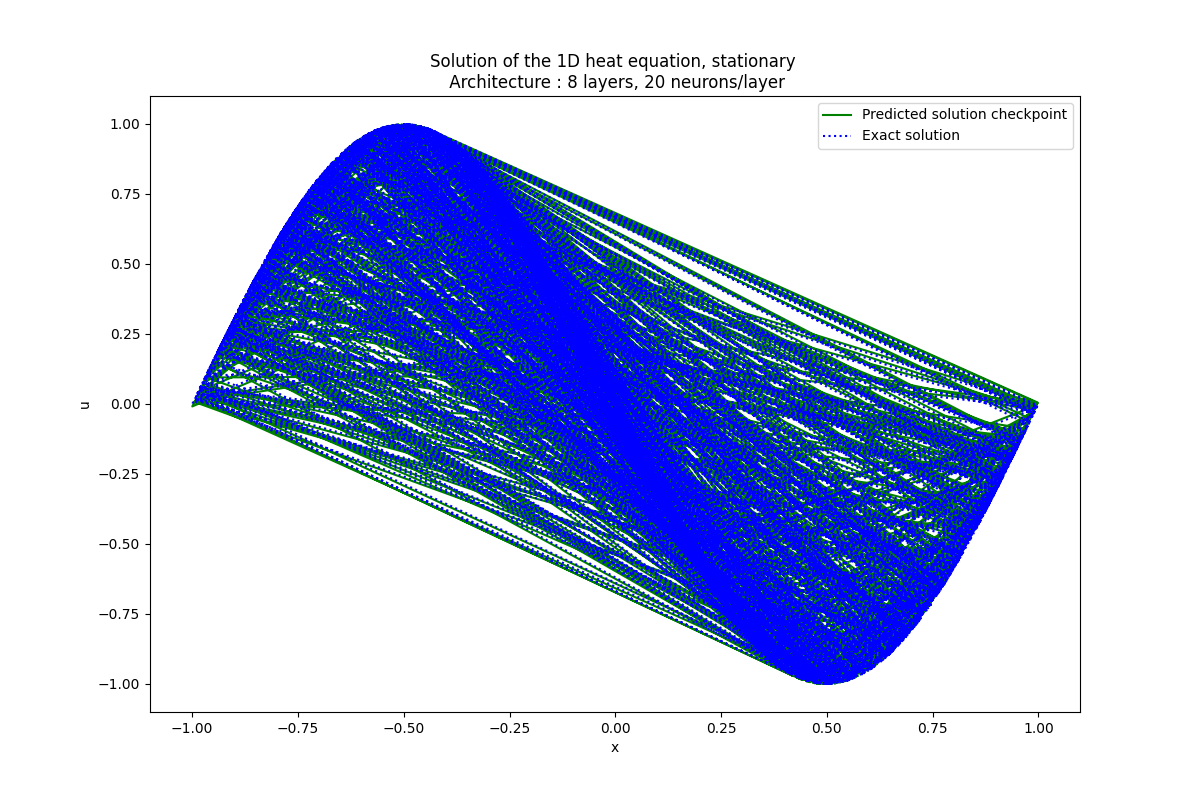 Solution of the 1D heat equation, stationary
Architecture : 8 layers, 20 neurons/layer
Predicted solution checkpoint
Exact solution
1.00
0.75
0.50
0.25
0.00
−0.25
−0.50
−0.75
−1.00
u
−1.00 −0.75 −0.50 −0.25 0.00 0.25 0.50 0.75 1.00
x